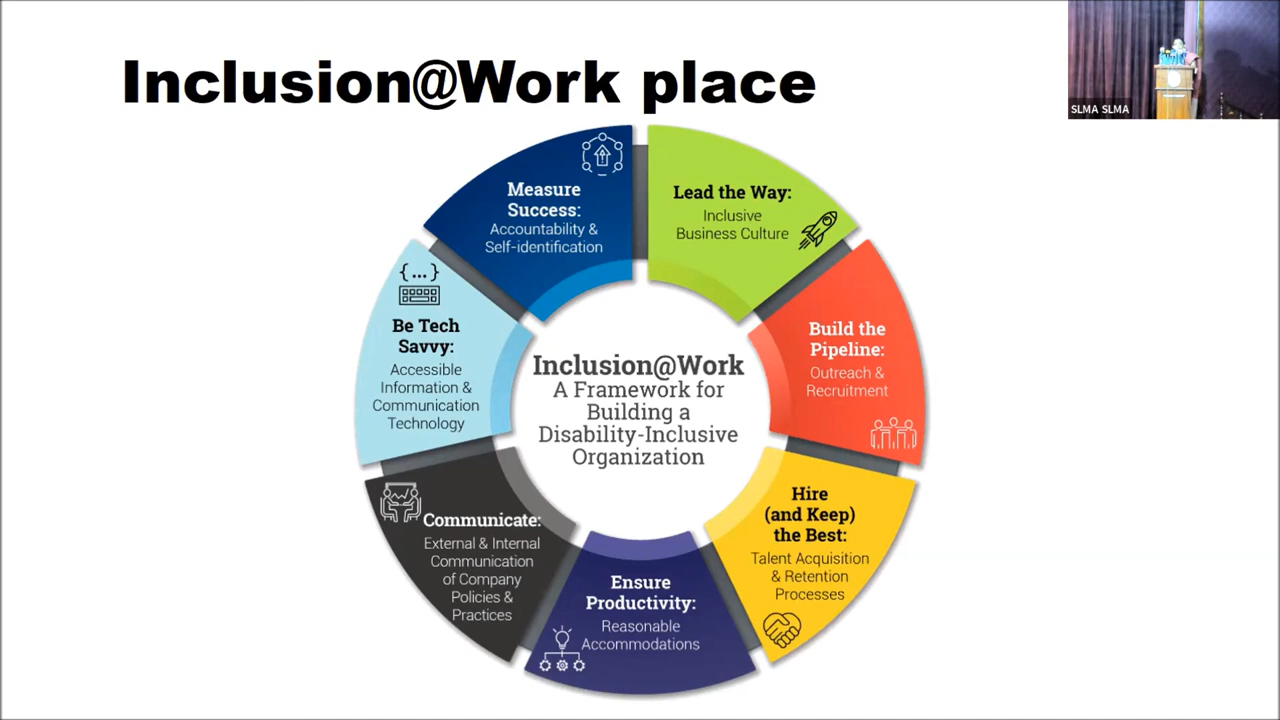 Inclusion@Work place
SLMA SLMA
Measure
Success:
Accountability &
Self-identification
Lead the Way:
Inclusive
Business Culture
Build the
Pipeline:
Outreach &
Recruitment
Hire
(and Keep)
the Best:
Talent Acquisition
& Retention
Processes
Ensure
Productivity:
Reasonable
Accommodations
Communicate:
External & Internal
Communication
of Company
Policies &
Practices
{...}
Be Tech
Savvy:
Accessible
Information &
Communication
Technology
Inclusion@Work
A Framework for
Building a
Disability-Inclusive
Organization